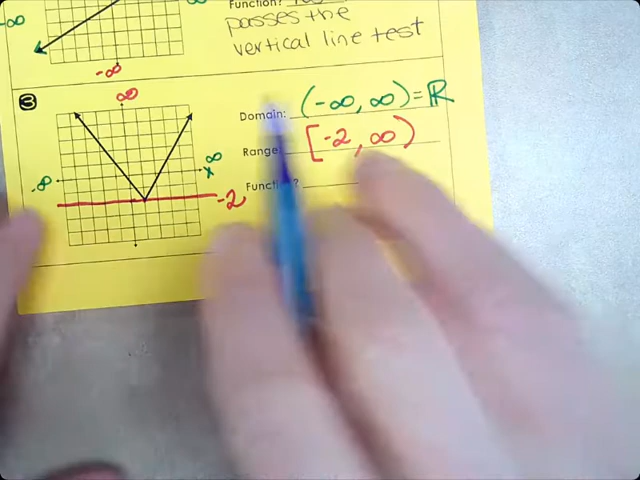 -∞
∞
Function?
passes the
vertical line test
-∞
3
∞
Domain: (-∞, ∞) = ℝ
Range: [-2, ∞)
∞
x
-∞
-2